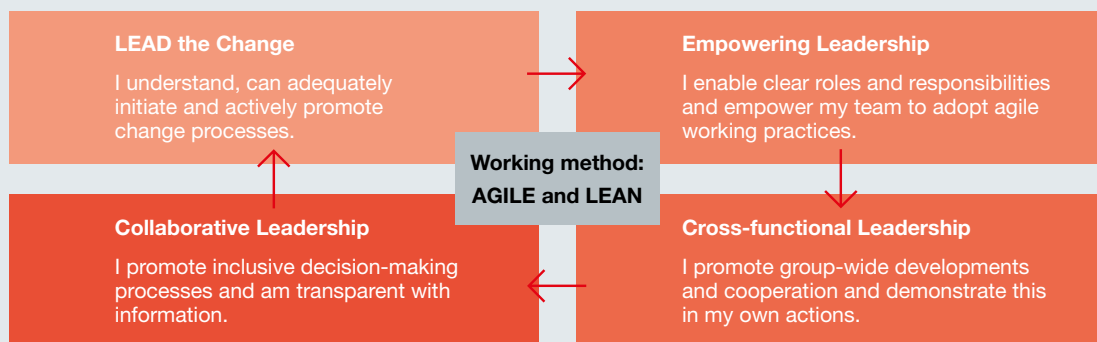 LEAD the Change
I understand, can adequately
initiate and actively promote
change processes.
Empowering Leadership
I enable clear roles and responsibilities
and empower my team to adopt agile
working practices.
Working method:
AGILE and LEAN
Collaborative Leadership
I promote inclusive decision-making
processes and am transparent with
information.
Cross-functional Leadership
I promote group-wide developments
and cooperation and demonstrate this
in my own actions.